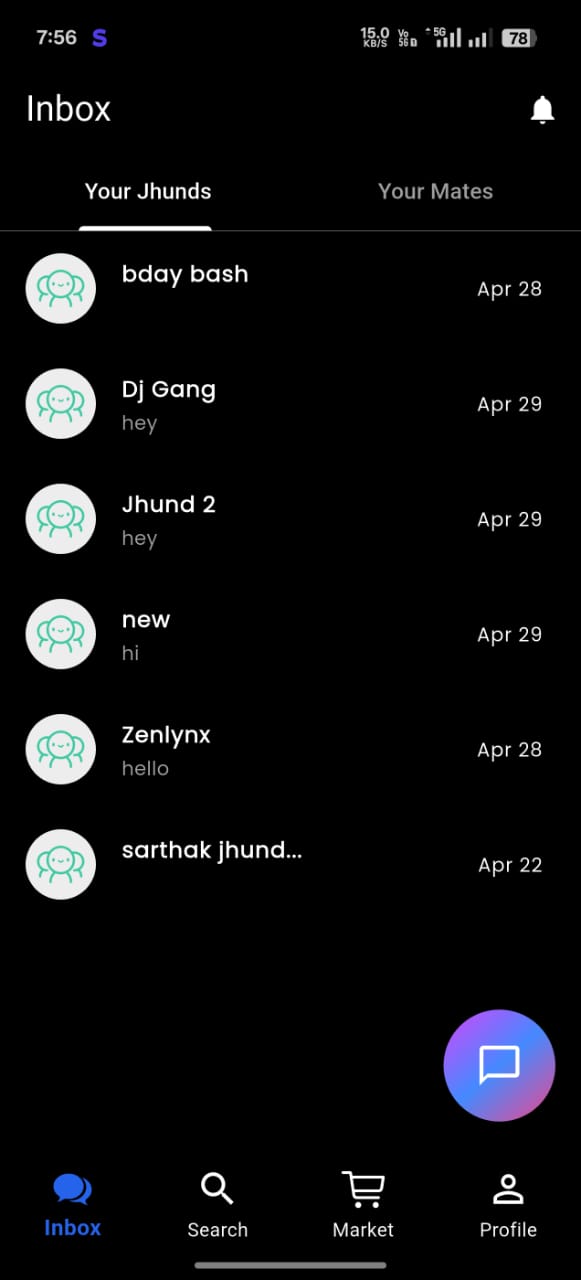 7:56 S 15.0 KB/S Vo 5G 5G 78
Inbox
Your Jhunds Your Mates
bday bash
Apr 28
Dj Gang
hey
Apr 29
Jhund 2
hey
Apr 29
new
hi
Apr 29
Zenlynx
hello
Apr 28
sarthak jhund...
Apr 22
Inbox Search Market Profile